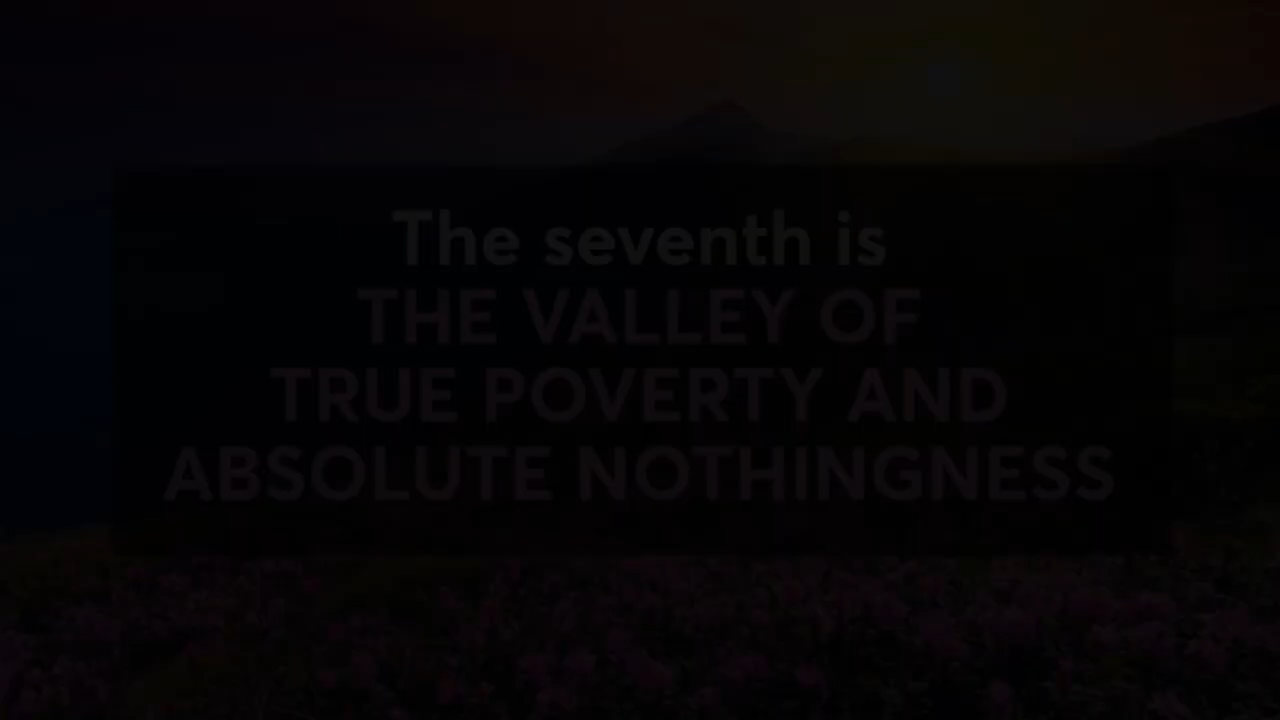 The seventh is
THE VALLEY OF
TRUE POVERTY AND
ABSOLUTE NOTHINGNESS